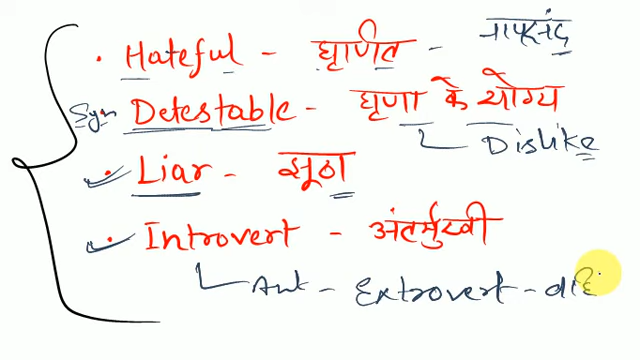 • Hateful - घृणित - नापसंद
Syn Detestable - घृणा के योग्य
Dislike
• Liar - झूठा
• Introvert - अंतर्मुखी
Ant - Extrovert -